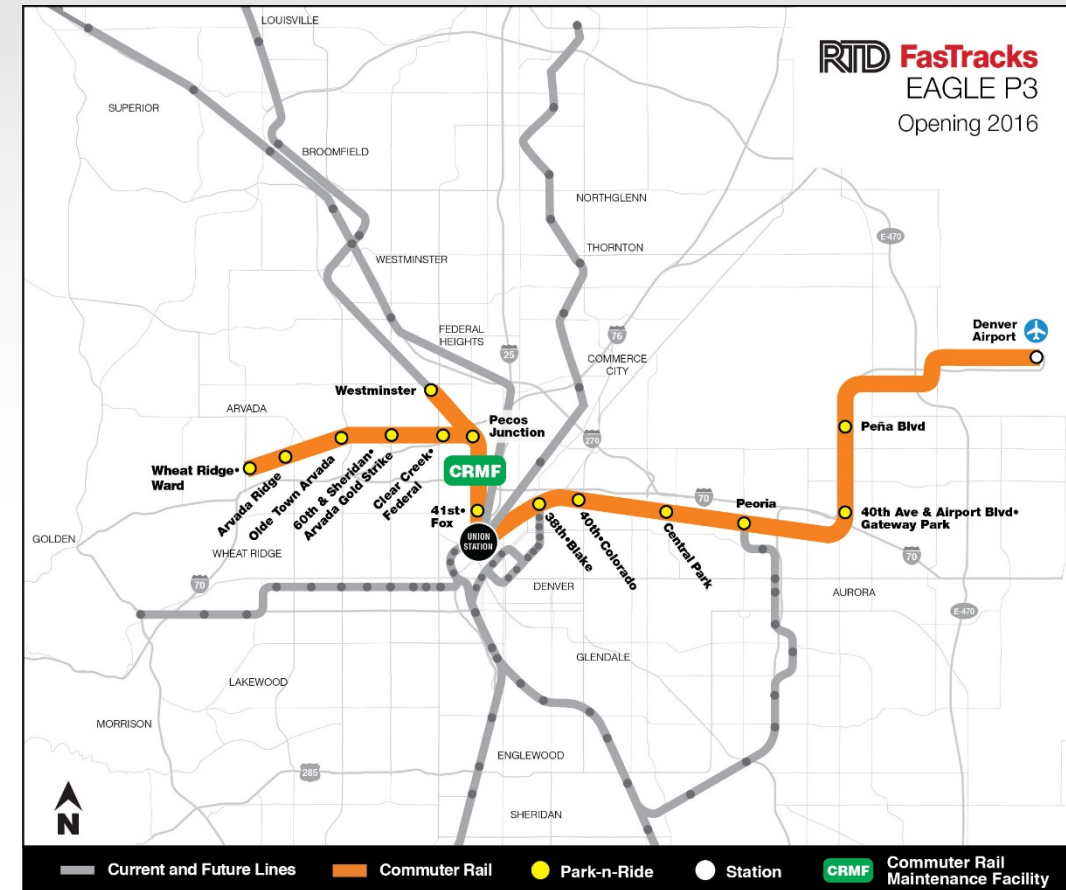 LOUISVILLE
RTD FasTracks
EAGLE P3
Opening 2016
SUPERIOR
BROOMFIELD
NORTHGLENN
E-470
THORNTON
WESTMINSTER
FEDERAL
HEIGHTS
76
Denver
Airport
25
COMMERCE
CITY
Westminster
ARVADA
Pecos
Junction
Peña Blvd
270
Wheat Ridge•
Ward
Arvada Ridge
Olde Town Arvada
60th & Sheridan•
Arvada Gold Strike
Clear Creek•
Federal
CRMF
70
Peoria
41st•
Fox
40th Ave & Airport Blvd•
Gateway Park
GOLDEN
UNION
STATION
38th•Blake
40th•Colorado
Central Park
WHEAT RIDGE
70
70
DENVER
AURORA
E-470
GLENDALE
LAKEWOOD
MORRISON
ENGLEWOOD
285
N
SHERIDAN
Current and Future Lines
Commuter Rail
Park-n-Ride
Station
CRMF
Commuter Rail
Maintenance Facility